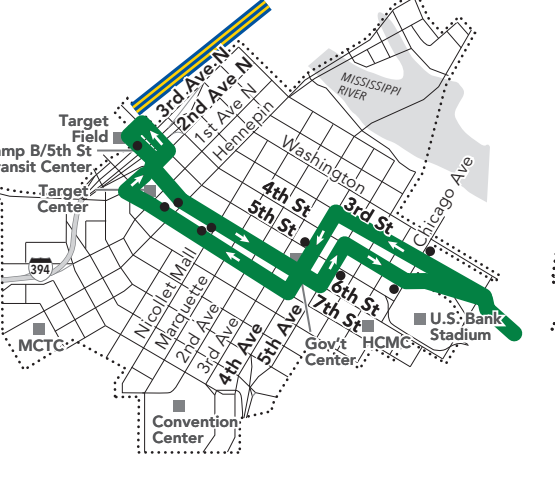 3rd Ave N
2nd Ave N
1st Ave N
Hennepin
MISSISSIPPI
RIVER
Target
Field
amp B/5th St
ransit Center
Target
Center
Washington
Chicago Ave
4th St
5th St
3rd St
394
Nicollet Mall
Marquette
2nd Ave
3rd Ave
4th Ave
5th Ave
6th St
7th St
U.S. Bank
Stadium
Gov't
Center
HCMC
MCTC
Convention
Center